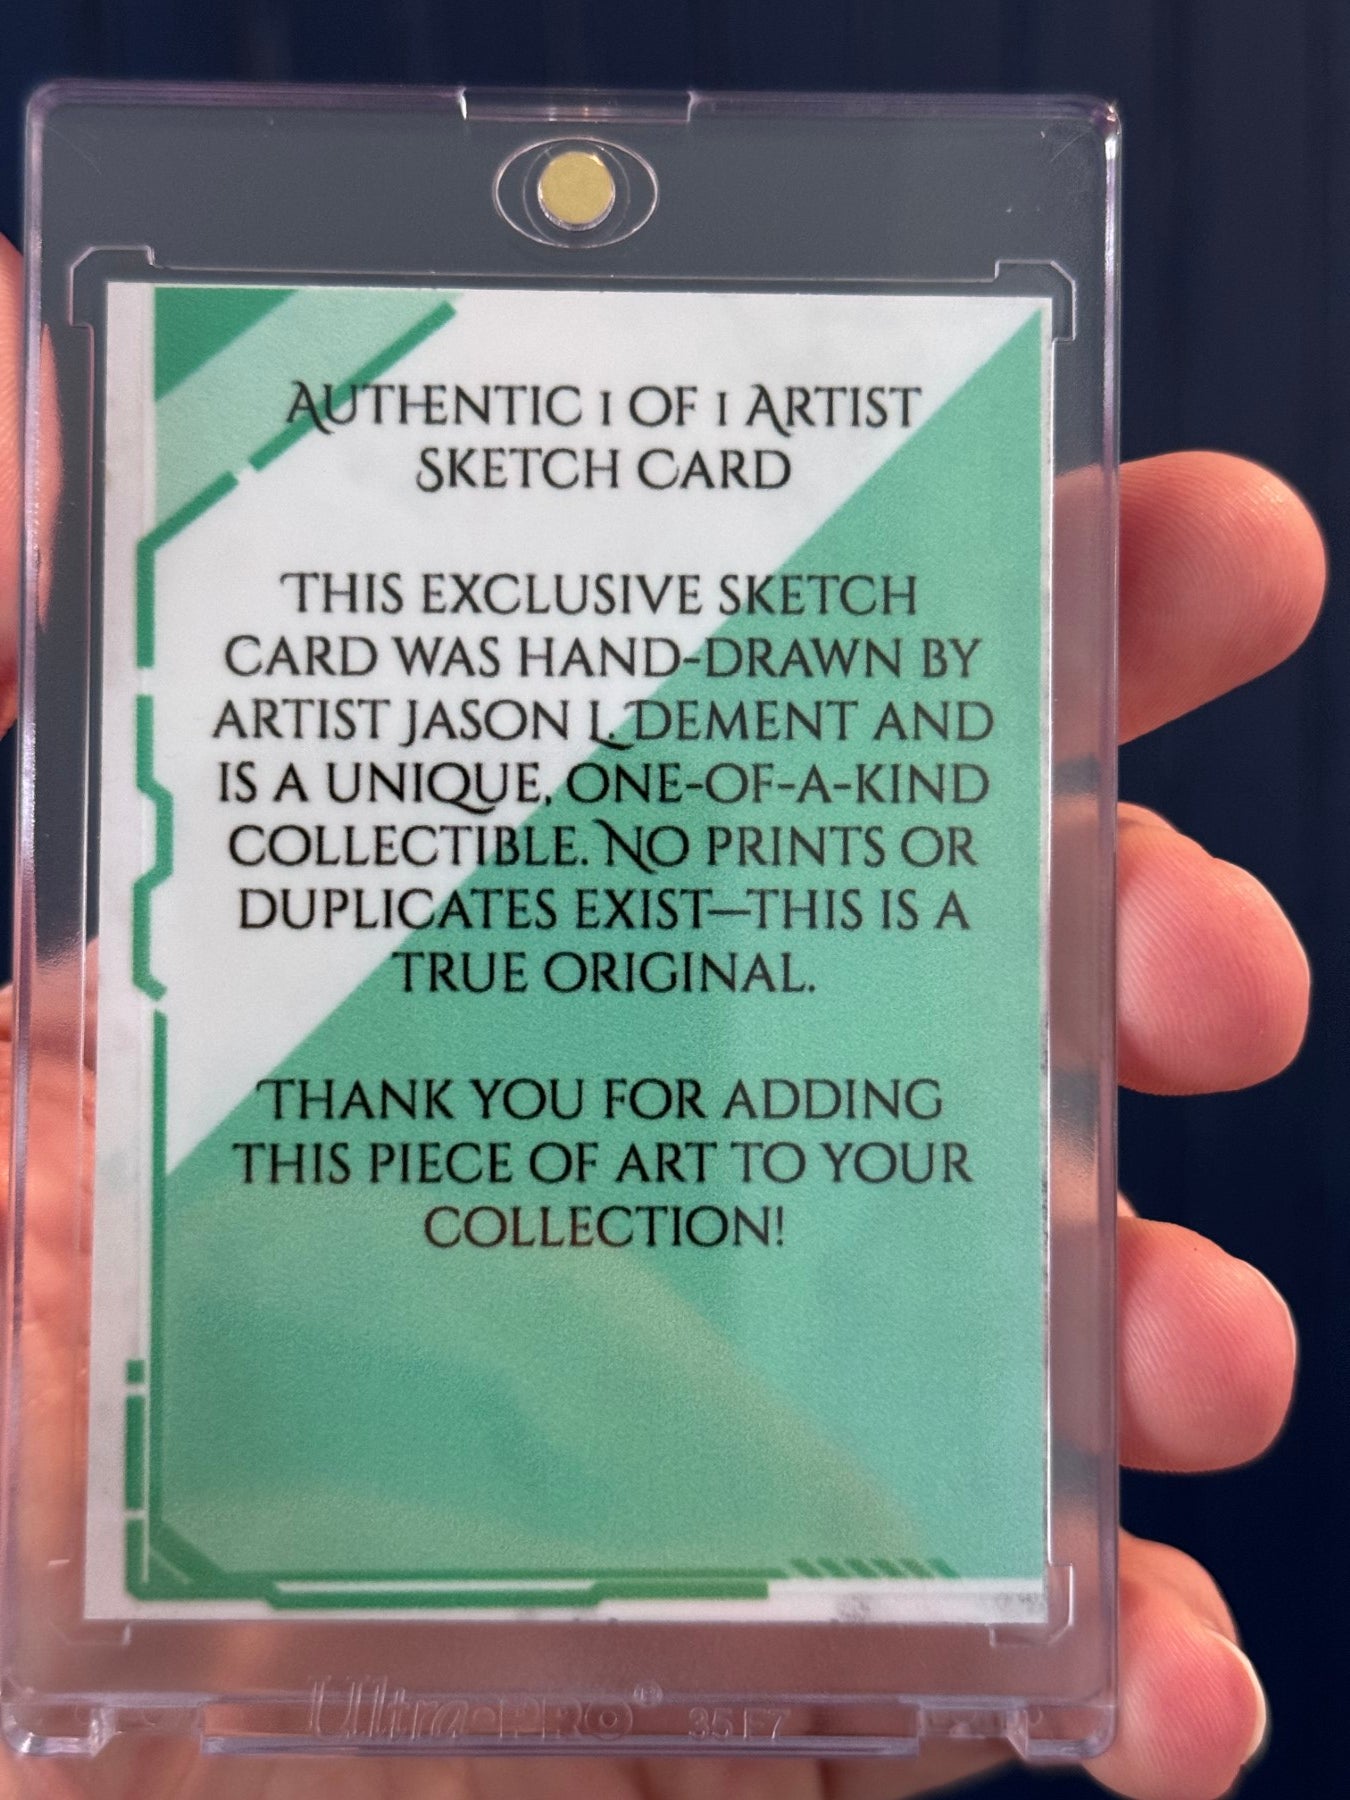 Authentic 1 of 1 Artist
Sketch Card
This exclusive sketch
card was hand-drawn by
artist Jason L. Dement and
is a unique, one-of-a-kind
collectible. No prints or
duplicates exist—this is a
true original.
Thank you for adding
this piece of art to your
collection!
Ultra•PRO®